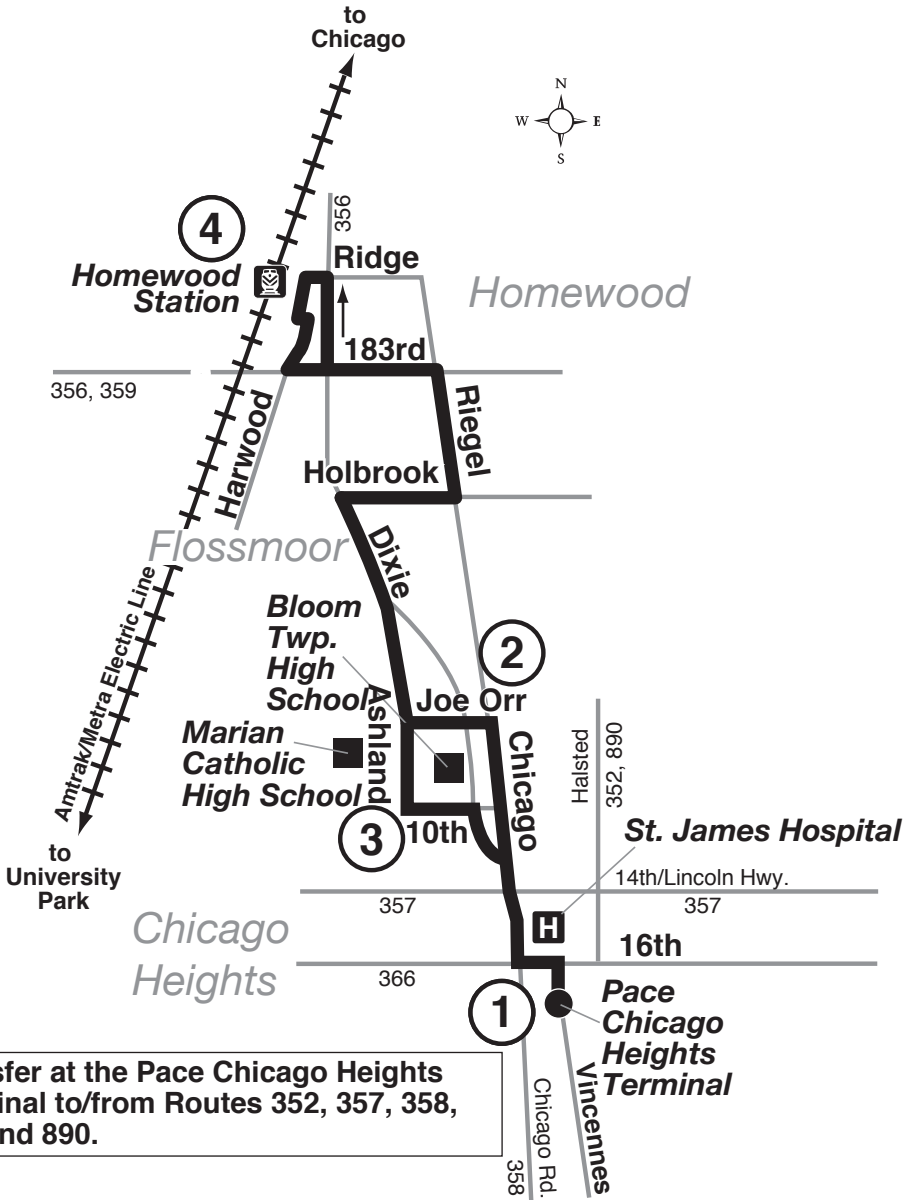 to
Chicago
N
W E
S
356
4
Ridge
Homewood
Station
Homewood
183rd
356, 359
Riegel
Harwood
Holbrook
Flossmoor
Dixie
Amtrak/Metra Electric Line
Bloom
Twp.
High
School
2
Joe Orr
Ashland
Marian
Catholic
High School
Chicago
Halsted
352, 890
3
10th
St. James Hospital
to
University
Park
14th/Lincoln Hwy.
357
357
Chicago
Heights
H
16th
366
1
Pace
Chicago
Heights
Terminal
sfer at the Pace Chicago Heights
inal to/from Routes 352, 357, 358,
nd 890.
358
Chicago Rd.
Vincennes